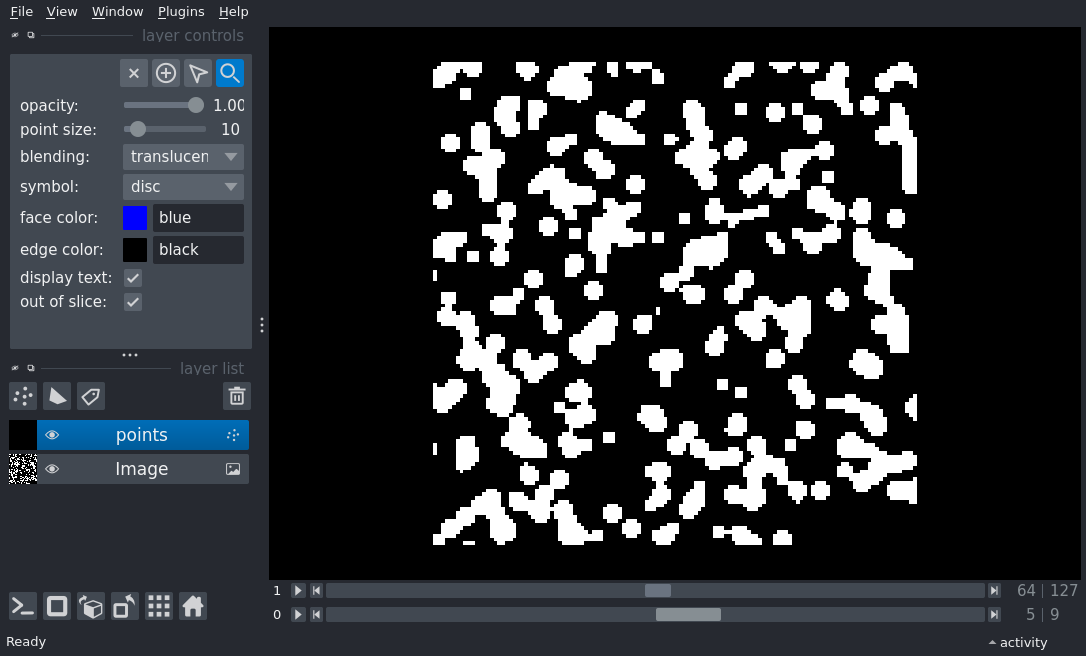 File View Window Plugins Help
layer controls
opacity: 1.00
point size: 10
blending: translucen
symbol: disc
face color: blue
edge color: black
display text:
out of slice:
layer list
points
Image
1 64 | 127
0 5 | 9
Ready activity